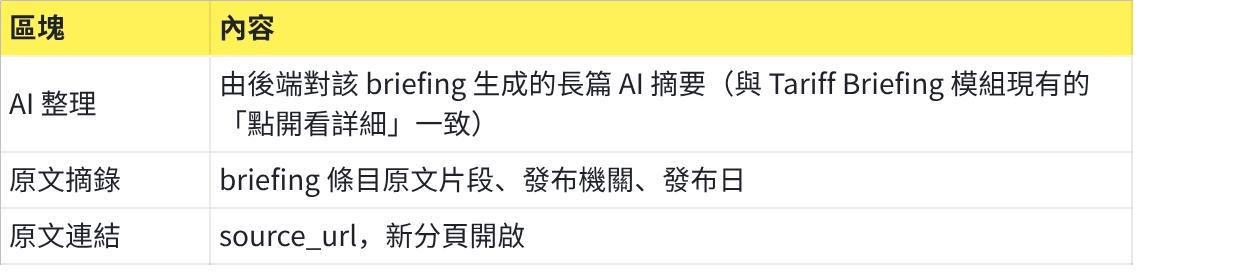 區塊 內容
AI 整理 由後端對該 briefing 生成的長篇 AI 摘要（與 Tariff Briefing 模組現有的
「點開看詳細」一致）
原文摘錄 briefing 條目原文片段、發布機關、發布日
原文連結 source_url，新分頁開啟